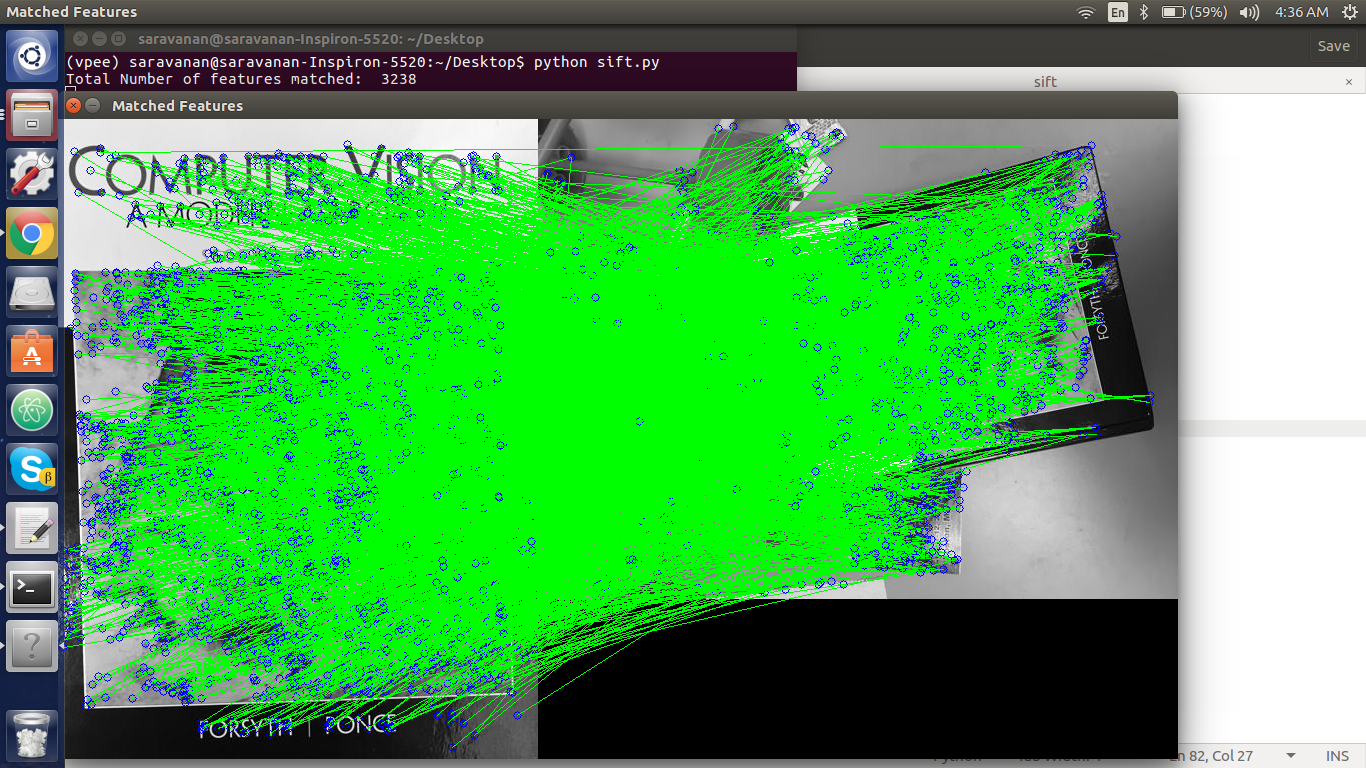 Matched Features
En
(59%)
4:36 AM
saravanan@saravanan-Inspiron-5520: ~/Desktop
Save
(vpee) saravanan@saravanan-Inspiron-5520:~/Desktop$ python sift.py
Total Number of features matched:  3238
sift
Matched Features
COMPUTER VISION
A MOD
FORSYTH
FORSYTH | PONCE
Ln 82, Col 27
INS